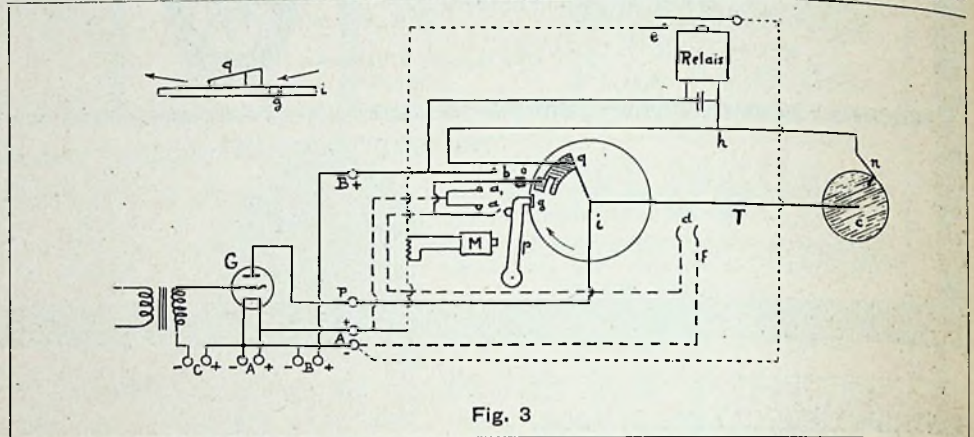 e
Relais
q
g
i
h
n
B+
b
o
q
a,
a
g
i
T
c
d
F
M
p
G
P
+
A
-
- C +
- A +
- B +
Fig. 3